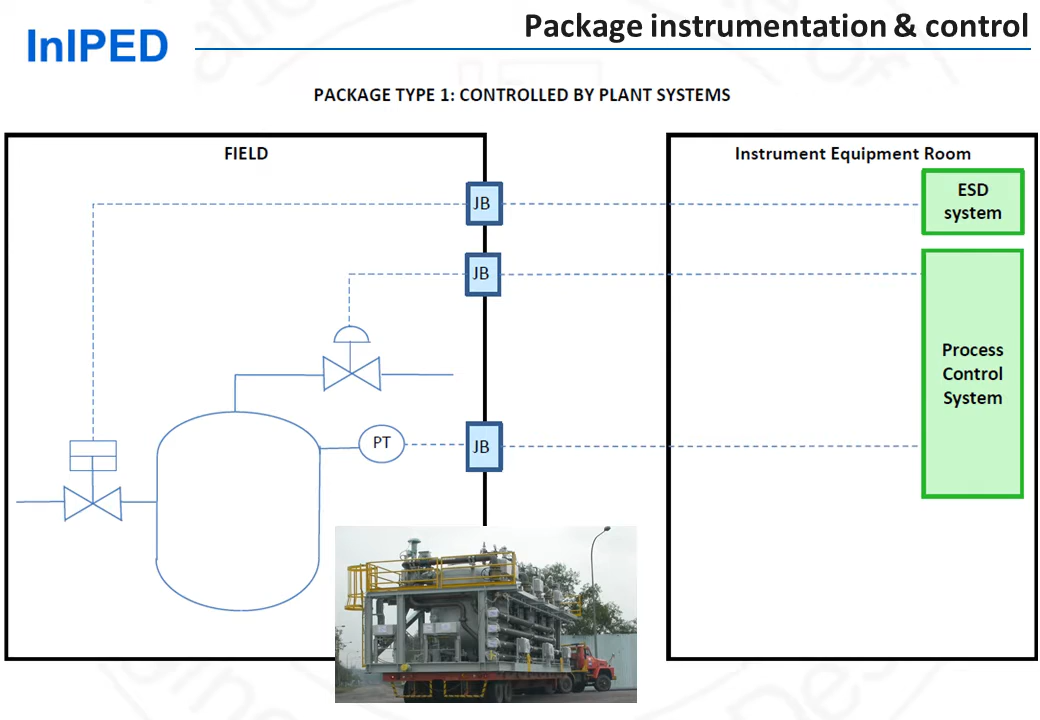 InIPED
Package instrumentation & control
PACKAGE TYPE 1: CONTROLLED BY PLANT SYSTEMS
FIELD
Instrument Equipment Room
JB
ESD
system
JB
Process
Control
System
PT
JB